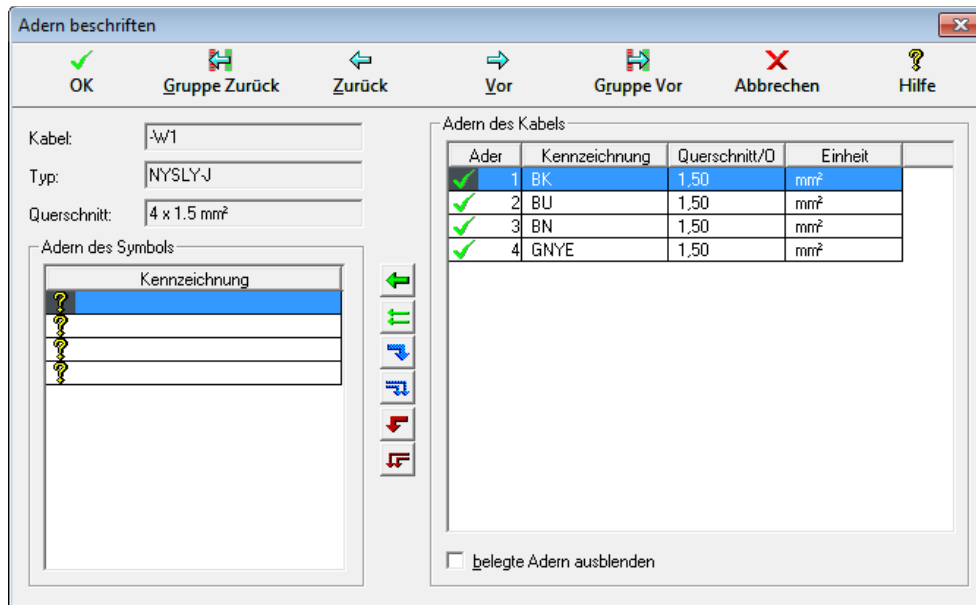 Adern beschriften
OK Gruppe Zurück Zurück Vor Gruppe Vor Abbrechen Hilfe
Kabel: -W1
Typ: NYSLY-J
Querschnitt: 4 x 1.5 mm²
Adern des Symbols
Kennzeichnung
Adern des Kabels
Ader Kennzeichnung Querschnitt/D Einheit
1 BK 1,50 mm²
2 BU 1,50 mm²
3 BN 1,50 mm²
4 GNYE 1,50 mm²
belegte Adern ausblenden